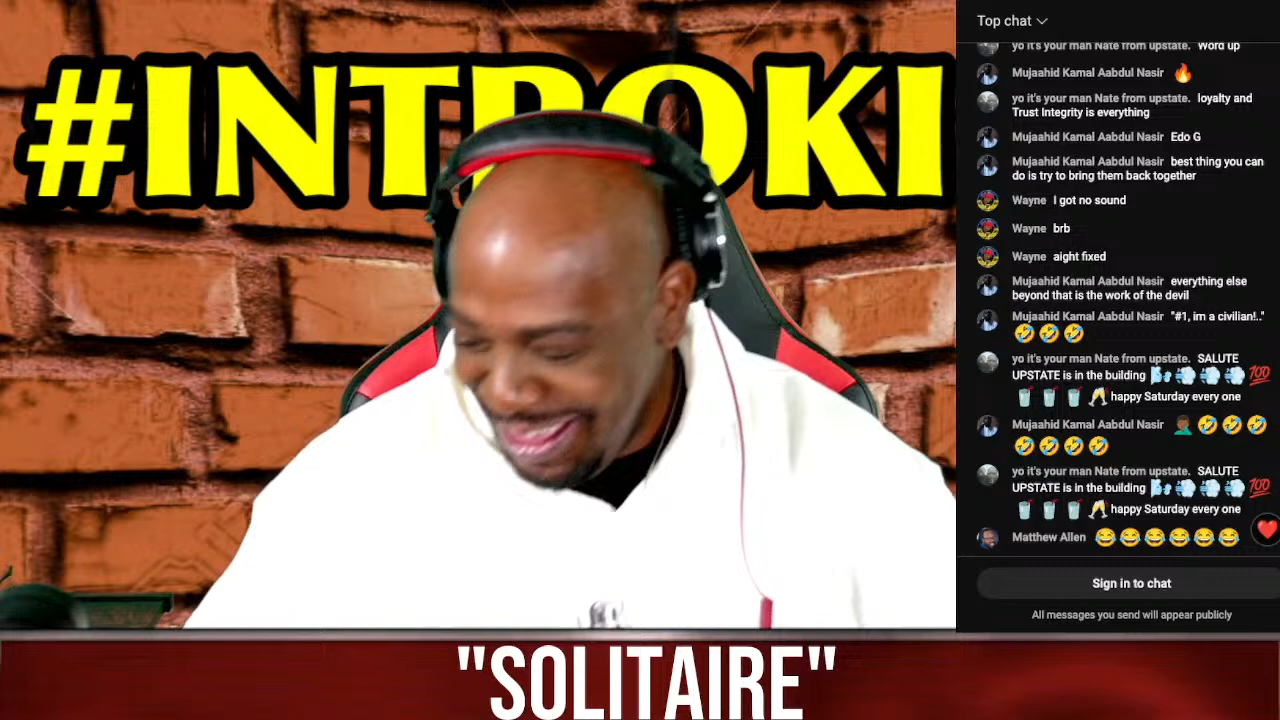 #INTROKI
Top chat
yo it's your man Nate from upstate. Word up
Mujaahid Kamal Aabdul Nasir 🔥
yo it's your man Nate from upstate. loyalty and
Trust Integrity is everything
Mujaahid Kamal Aabdul Nasir Edo G
Mujaahid Kamal Aabdul Nasir best thing you can
do is try to bring them back together
Wayne I got no sound
Wayne brb
Wayne aight fixed
Mujaahid Kamal Aabdul Nasir everything else
beyond that is the work of the devil
Mujaahid Kamal Aabdul Nasir "#1, im a civilian!.."
🤣🤣🤣
yo it's your man Nate from upstate. SALUTE
UPSTATE is in the building 🌬️💨💨💨💯
🥤🥤🥤🥂happy Saturday every one
Mujaahid Kamal Aabdul Nasir 🤦🏾‍♂️🤣🤣🤣
🤣🤣🤣🤣
yo it's your man Nate from upstate. SALUTE
UPSTATE is in the building 🌬️💨💨💨💯
🥤🥤🥤🥂happy Saturday every one
Matthew Allen 😂😂😂😂😂😂
Sign in to chat
All messages you send will appear publicly
"SOLITAIRE"